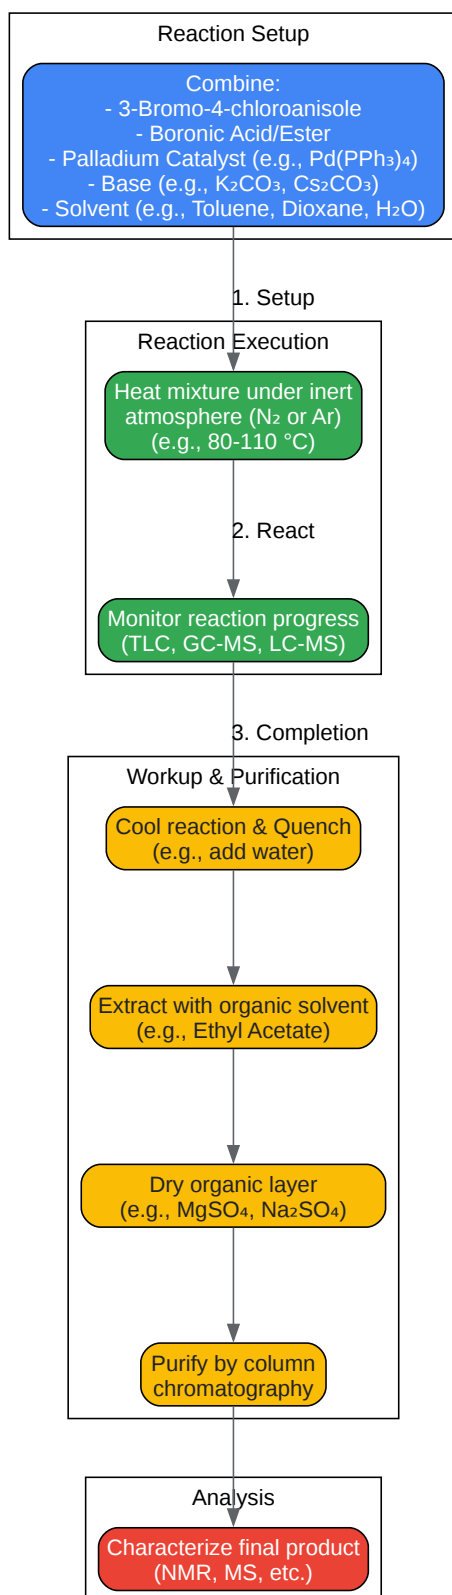 Reaction Setup
Combine:
- 3-Bromo-4-chloroanisole
- Boronic Acid/Ester
- Palladium Catalyst (e.g., Pd(PPh₃)₄)
- Base (e.g., K₂CO₃, Cs₂CO₃)
- Solvent (e.g., Toluene, Dioxane, H₂O)
1. Setup
Reaction Execution
Heat mixture under inert
atmosphere (N₂ or Ar)
(e.g., 80-110 °C)
2. React
Monitor reaction progress
(TLC, GC-MS, LC-MS)
3. Completion
Workup & Purification
Cool reaction & Quench
(e.g., add water)
Extract with organic solvent
(e.g., Ethyl Acetate)
Dry organic layer
(e.g., MgSO₄, Na₂SO₄)
Purify by column
chromatography
Analysis
Characterize final product
(NMR, MS, etc.)